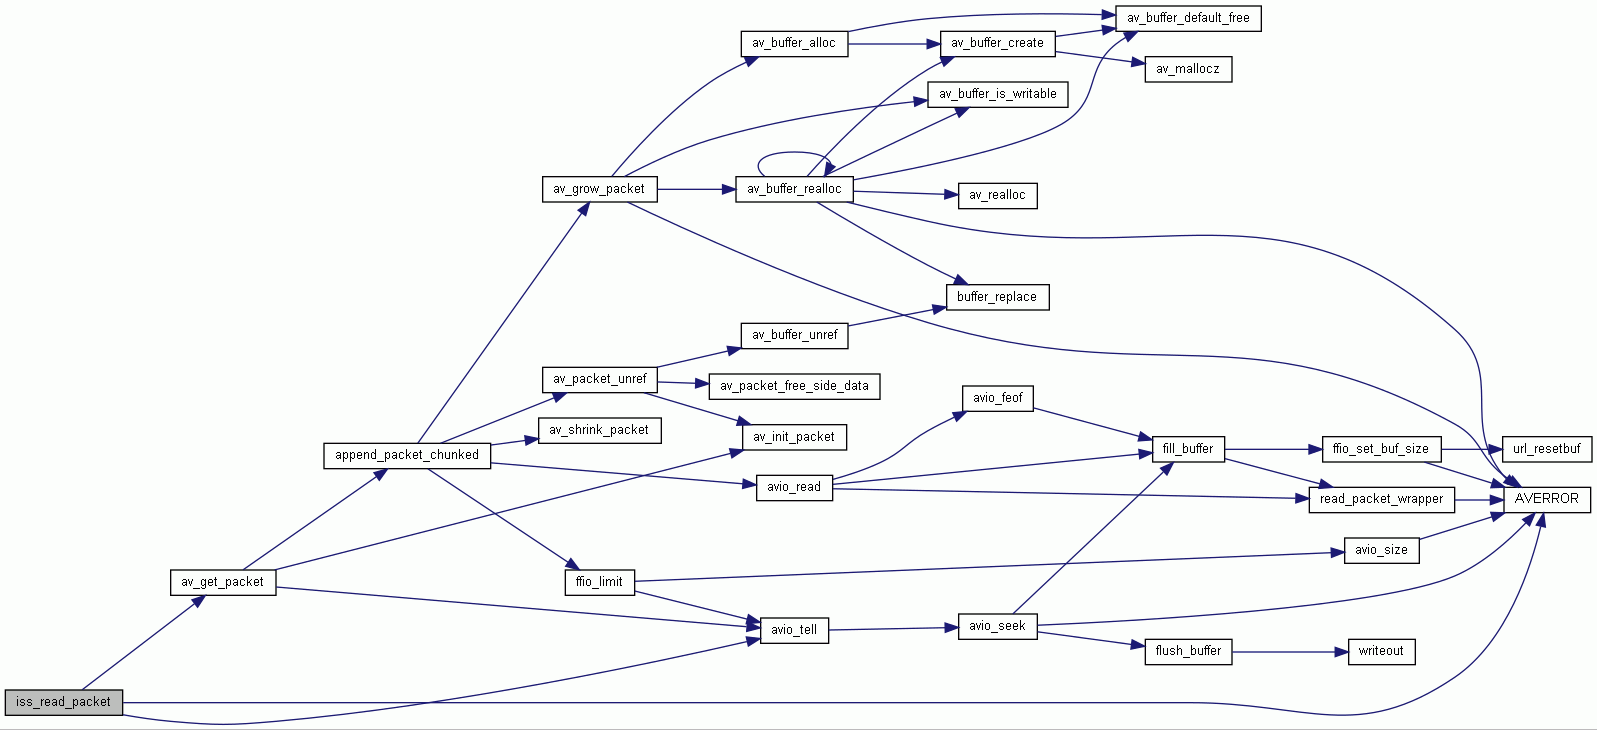 av_buffer_default_free
av_buffer_alloc
av_buffer_create
av_mallocz
av_buffer_is_writable
av_grow_packet
av_buffer_realloc
av_realloc
buffer_replace
av_buffer_unref
av_packet_unref
av_packet_free_side_data
avio_feof
av_shrink_packet
av_init_packet
append_packet_chunked
fill_buffer
ffio_set_buf_size
url_resetbuf
avio_read
read_packet_wrapper
AVERROR
avio_size
av_get_packet
ffio_limit
avio_tell
avio_seek
flush_buffer
writeout
iss_read_packet